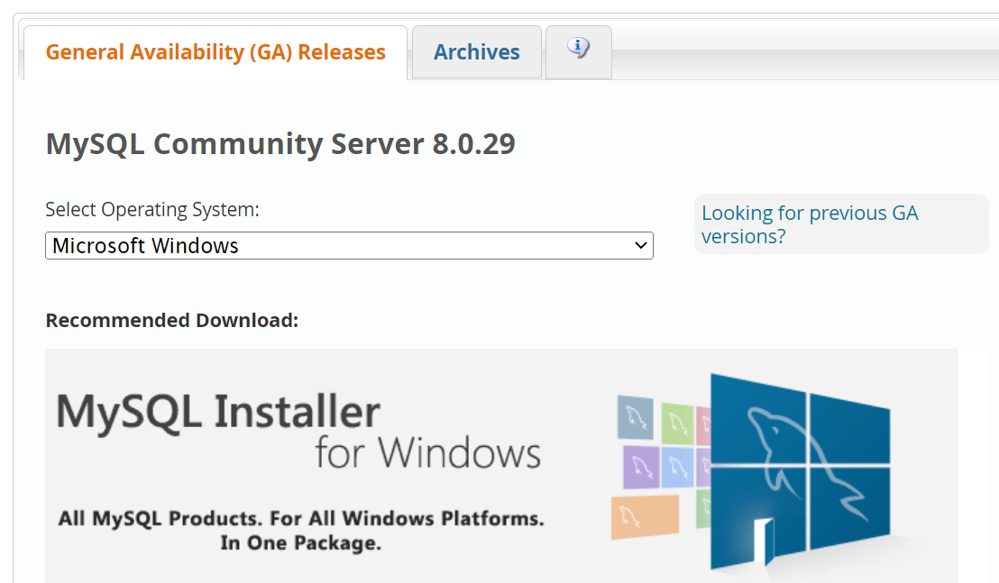 General Availability (GA) Releases
Archives
MySQL Community Server 8.0.29
Select Operating System:
Microsoft Windows
Looking for previous GA
versions?
Recommended Download:
MySQL Installer
for Windows
All MySQL Products. For All Windows Platforms.
In One Package.